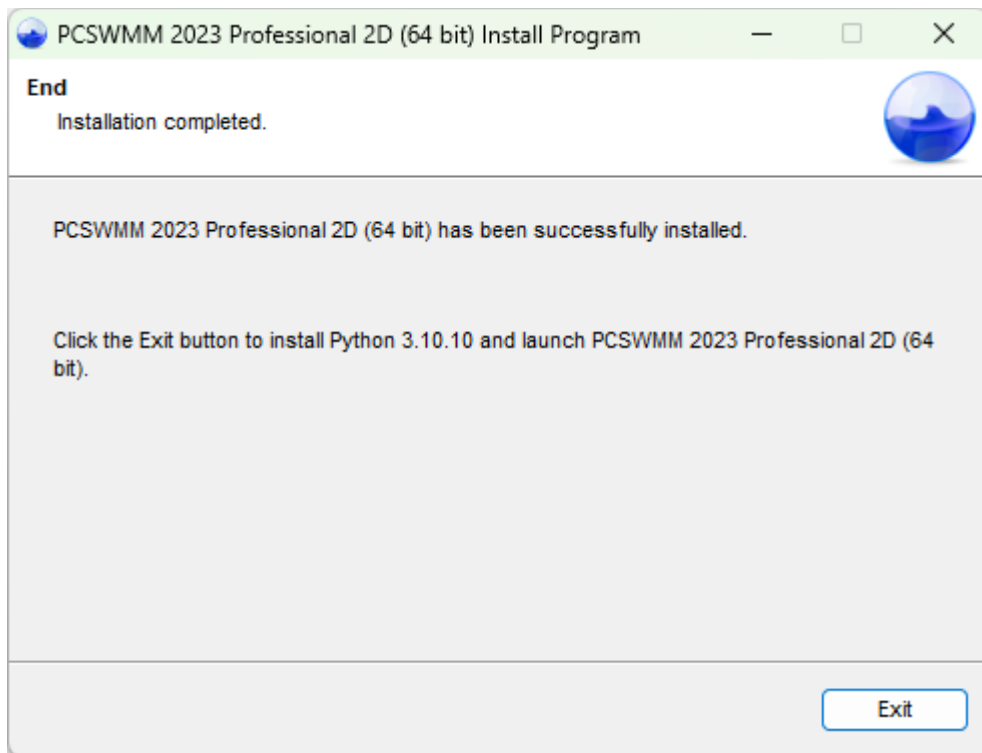 PCSWMM 2023 Professional 2D (64 bit) Install Program
End
Installation completed.
PCSWMM 2023 Professional 2D (64 bit) has been successfully installed.
Click the Exit button to install Python 3.10.10 and launch PCSWMM 2023 Professional 2D (64
bit).
Exit